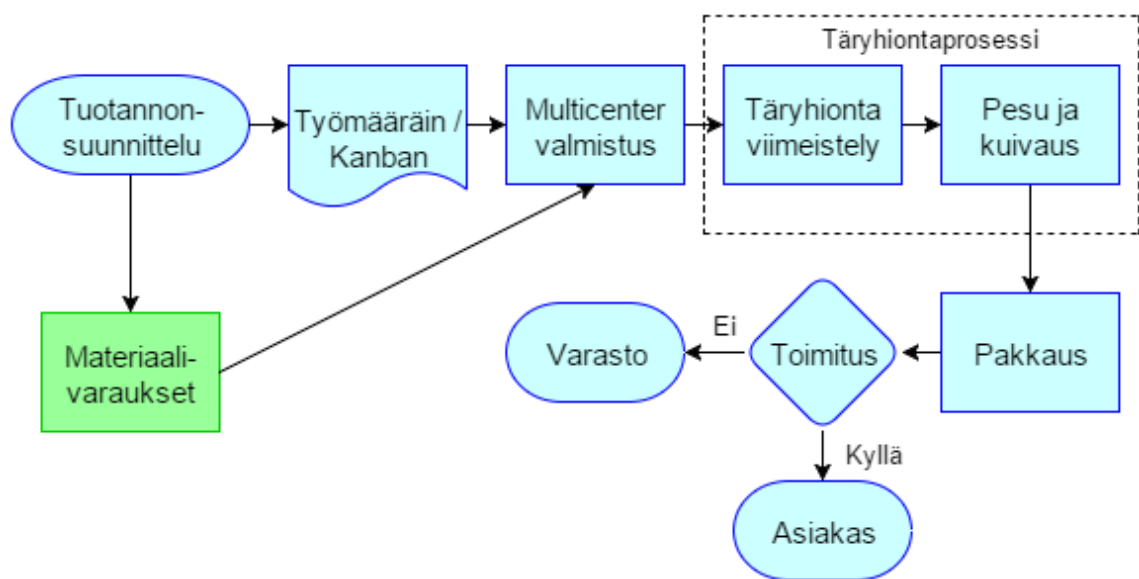 Täryhiontaprosessi
Tuotannon-
suunnittelu
Työmääräin /
Kanban
Multicenter
valmistus
Täryhionta
viimeistely
Pesu ja
kuivaus
Materiaali-
varaukset
Varasto
Ei
Toimitus
Pakkaus
Kyllä
Asiakas